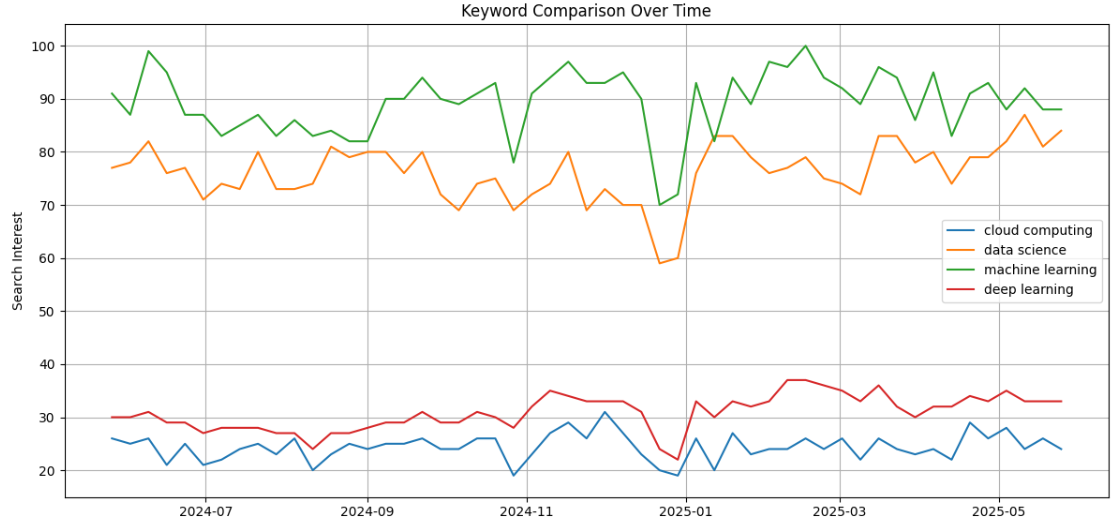 Keyword Comparison Over Time
100
90
80
70
60
50
40
30
20
Search Interest
cloud computing
data science
machine learning
deep learning
2024-07
2024-09
2024-11
2025-01
2025-03
2025-05